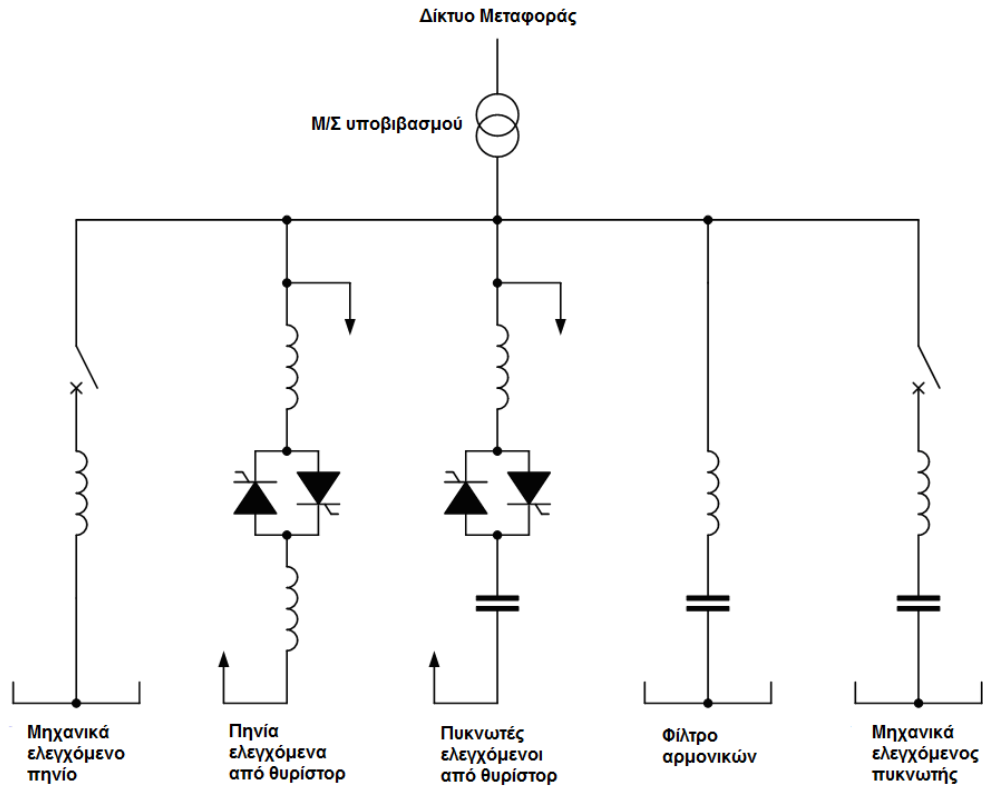 Δίκτυο Μεταφοράς
Μ/Σ υποβιβασμού
Μηχανικά
ελεγχόμενο
πηνίο
Πηνία
ελεγχόμενα
από θυρίστορ
Πυκνωτές
ελεγχόμενοι
από θυρίστορ
Φίλτρο
αρμονικών
Μηχανικά
ελεγχόμενος
πυκνωτής